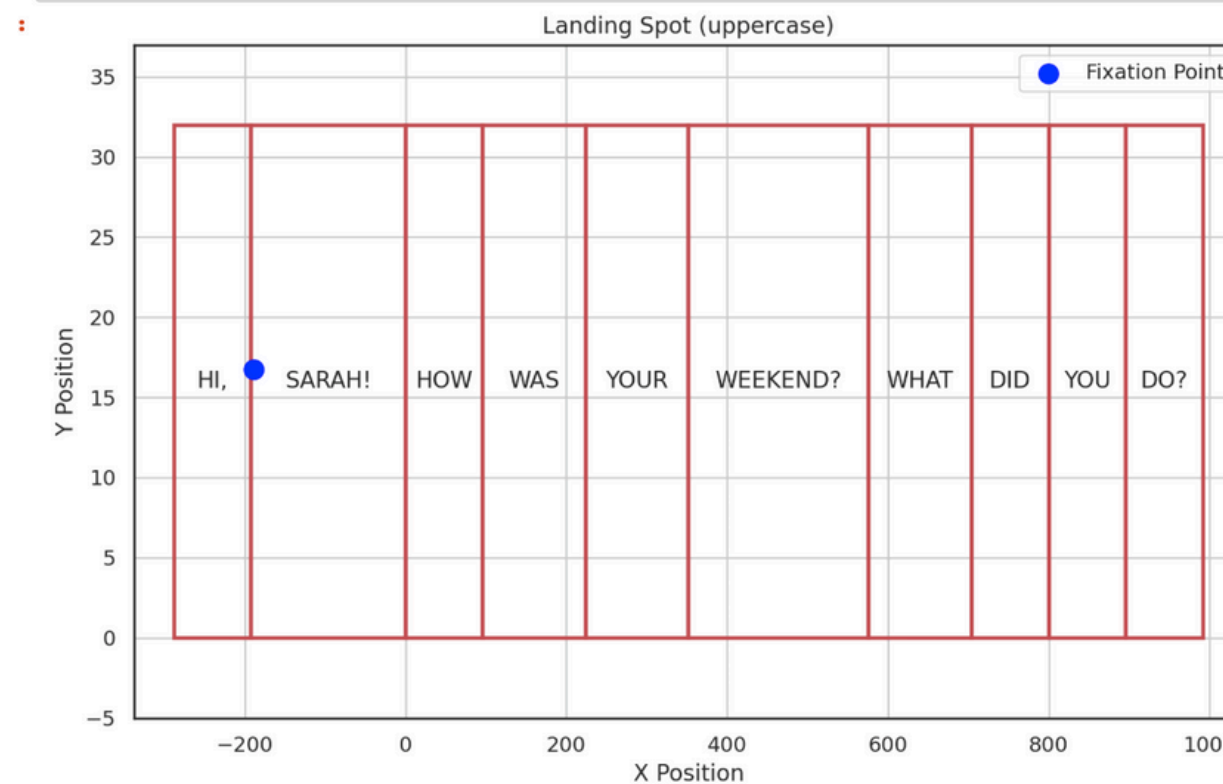 Landing Spot (uppercase)
Fixation Point
35
30
25
20
15
10
5
0
−5
Y Position
HI, SARAH! HOW WAS YOUR WEEKEND? WHAT DID YOU DO?
−200 0 200 400 600 800 100
X Position